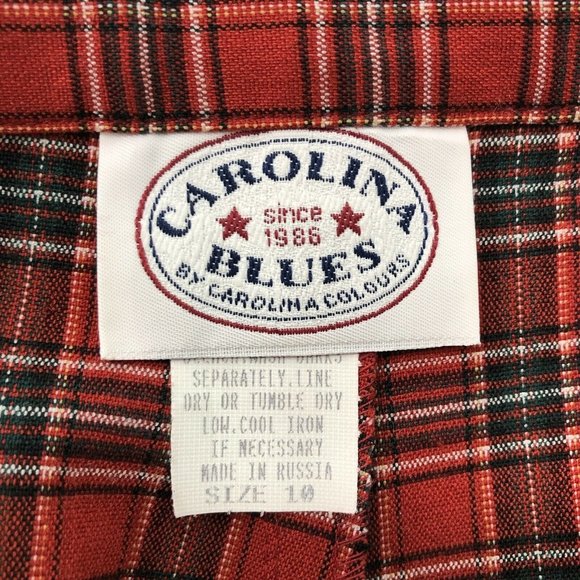 CAROLINA
since
1986
BLUES
BY CAROLINA COLOURS
SEPARATELY.LINE
DRY OR TUMBLE DRY
LOW.COOL IRON
IF NECESSARY
MADE IN RUSSIA
SIZE 10